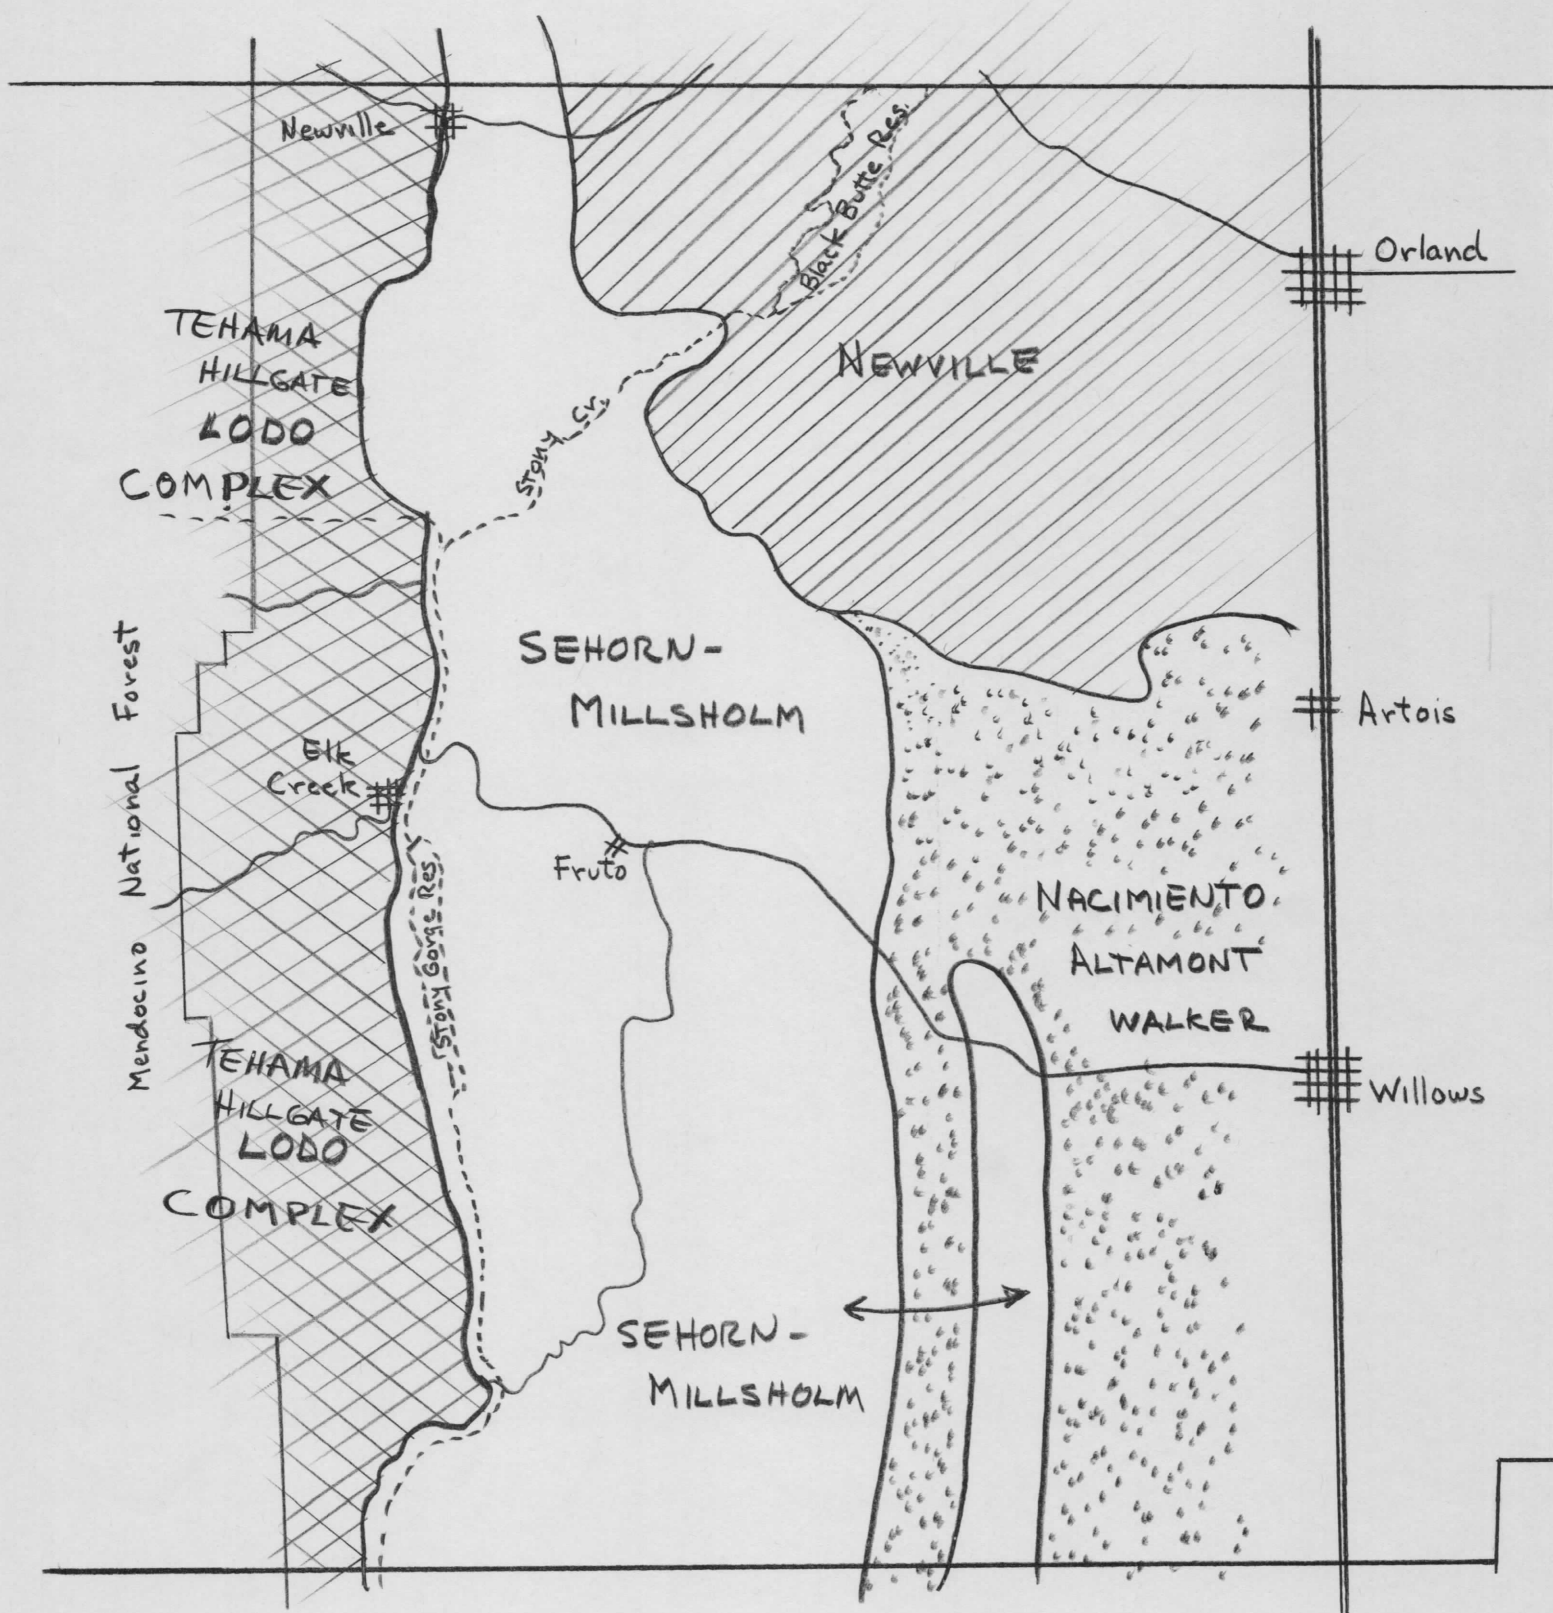 Newville
Black Butte Res.
Orland
TEHAMA
HILLGATE
LODO
COMPLEX
NEWVILLE
Stony Cr.
SEHORN-
MILLSHOLM
Mendocino National Forest
Artois
Elk
Creek
Fruto
Stony Gorge Res.
NACIMIENTO
ALTAMONT
WALKER
Willows
TEHAMA
HILLGATE
LODO
COMPLEX
SEHORN-
MILLSHOLM